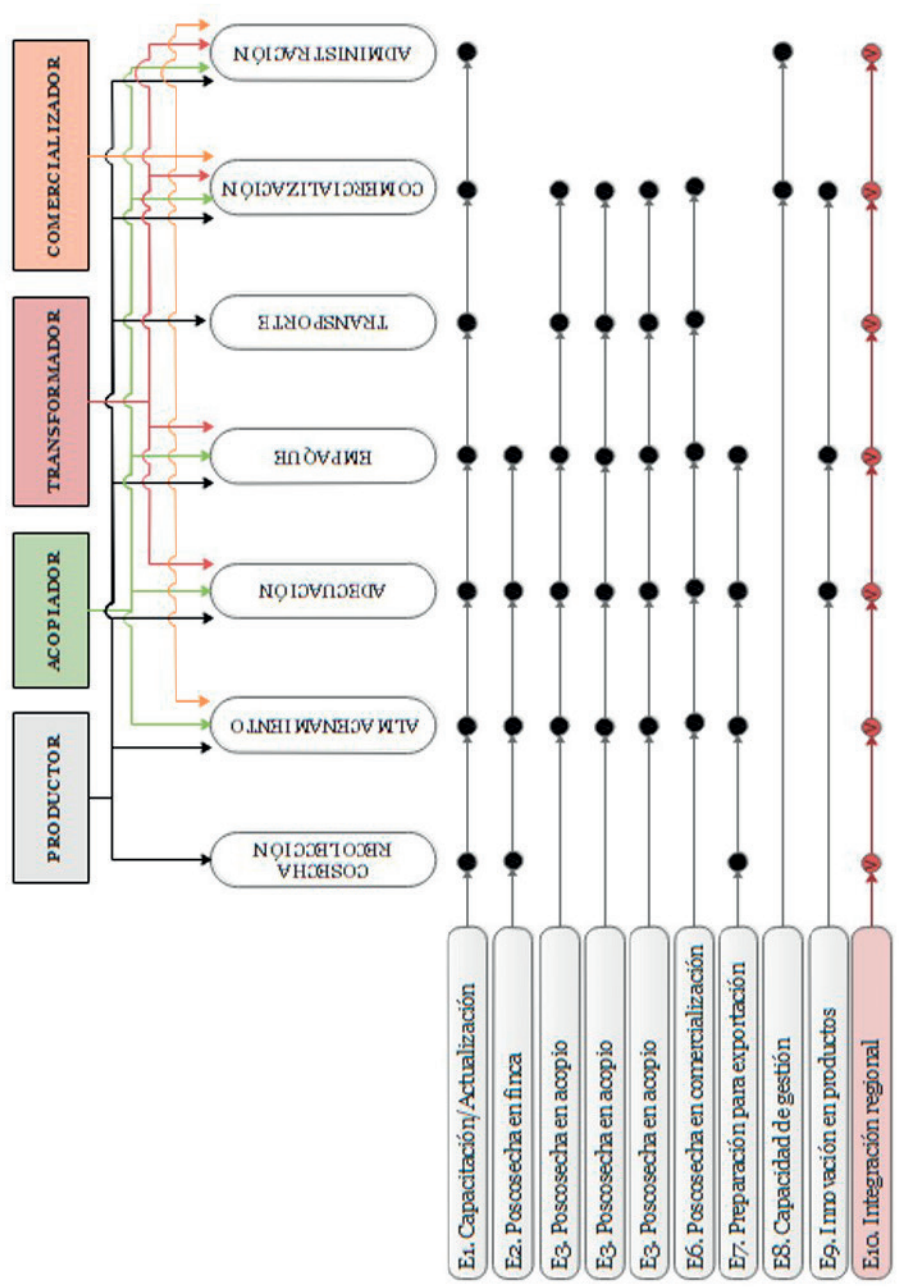 PRODUCTOR
ACOPIADOR
TRANSFORMADOR
COMERCIALIZADOR
COSECHA
RECOLECCIÓN
ALMACENAMIENTO
ADECUACIÓN
EMPAQUE
TRANSPORTE
COMERCIALIZACIÓN
ADMINISTRACIÓN
E1. Capacitación/Actualización
E2. Poscosecha en finca
E3. Poscosecha en acopio
E3. Poscosecha en acopio
E3. Poscosecha en acopio
E6. Poscosecha en comercialización
E7. Preparación para exportación
E8. Capacidad de gestión
E9. Innovación en productos
E10. Integración regional
V
V
V
V
V
V
V